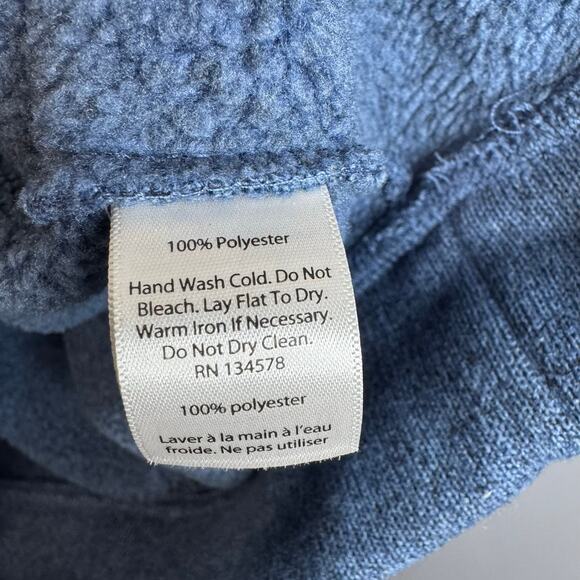 100% Polyester
Hand Wash Cold. Do Not
Bleach. Lay Flat To Dry.
Warm Iron If Necessary.
Do Not Dry Clean.
RN 134578
100% polyester
Laver à la main à l'eau
froide. Ne pas utiliser